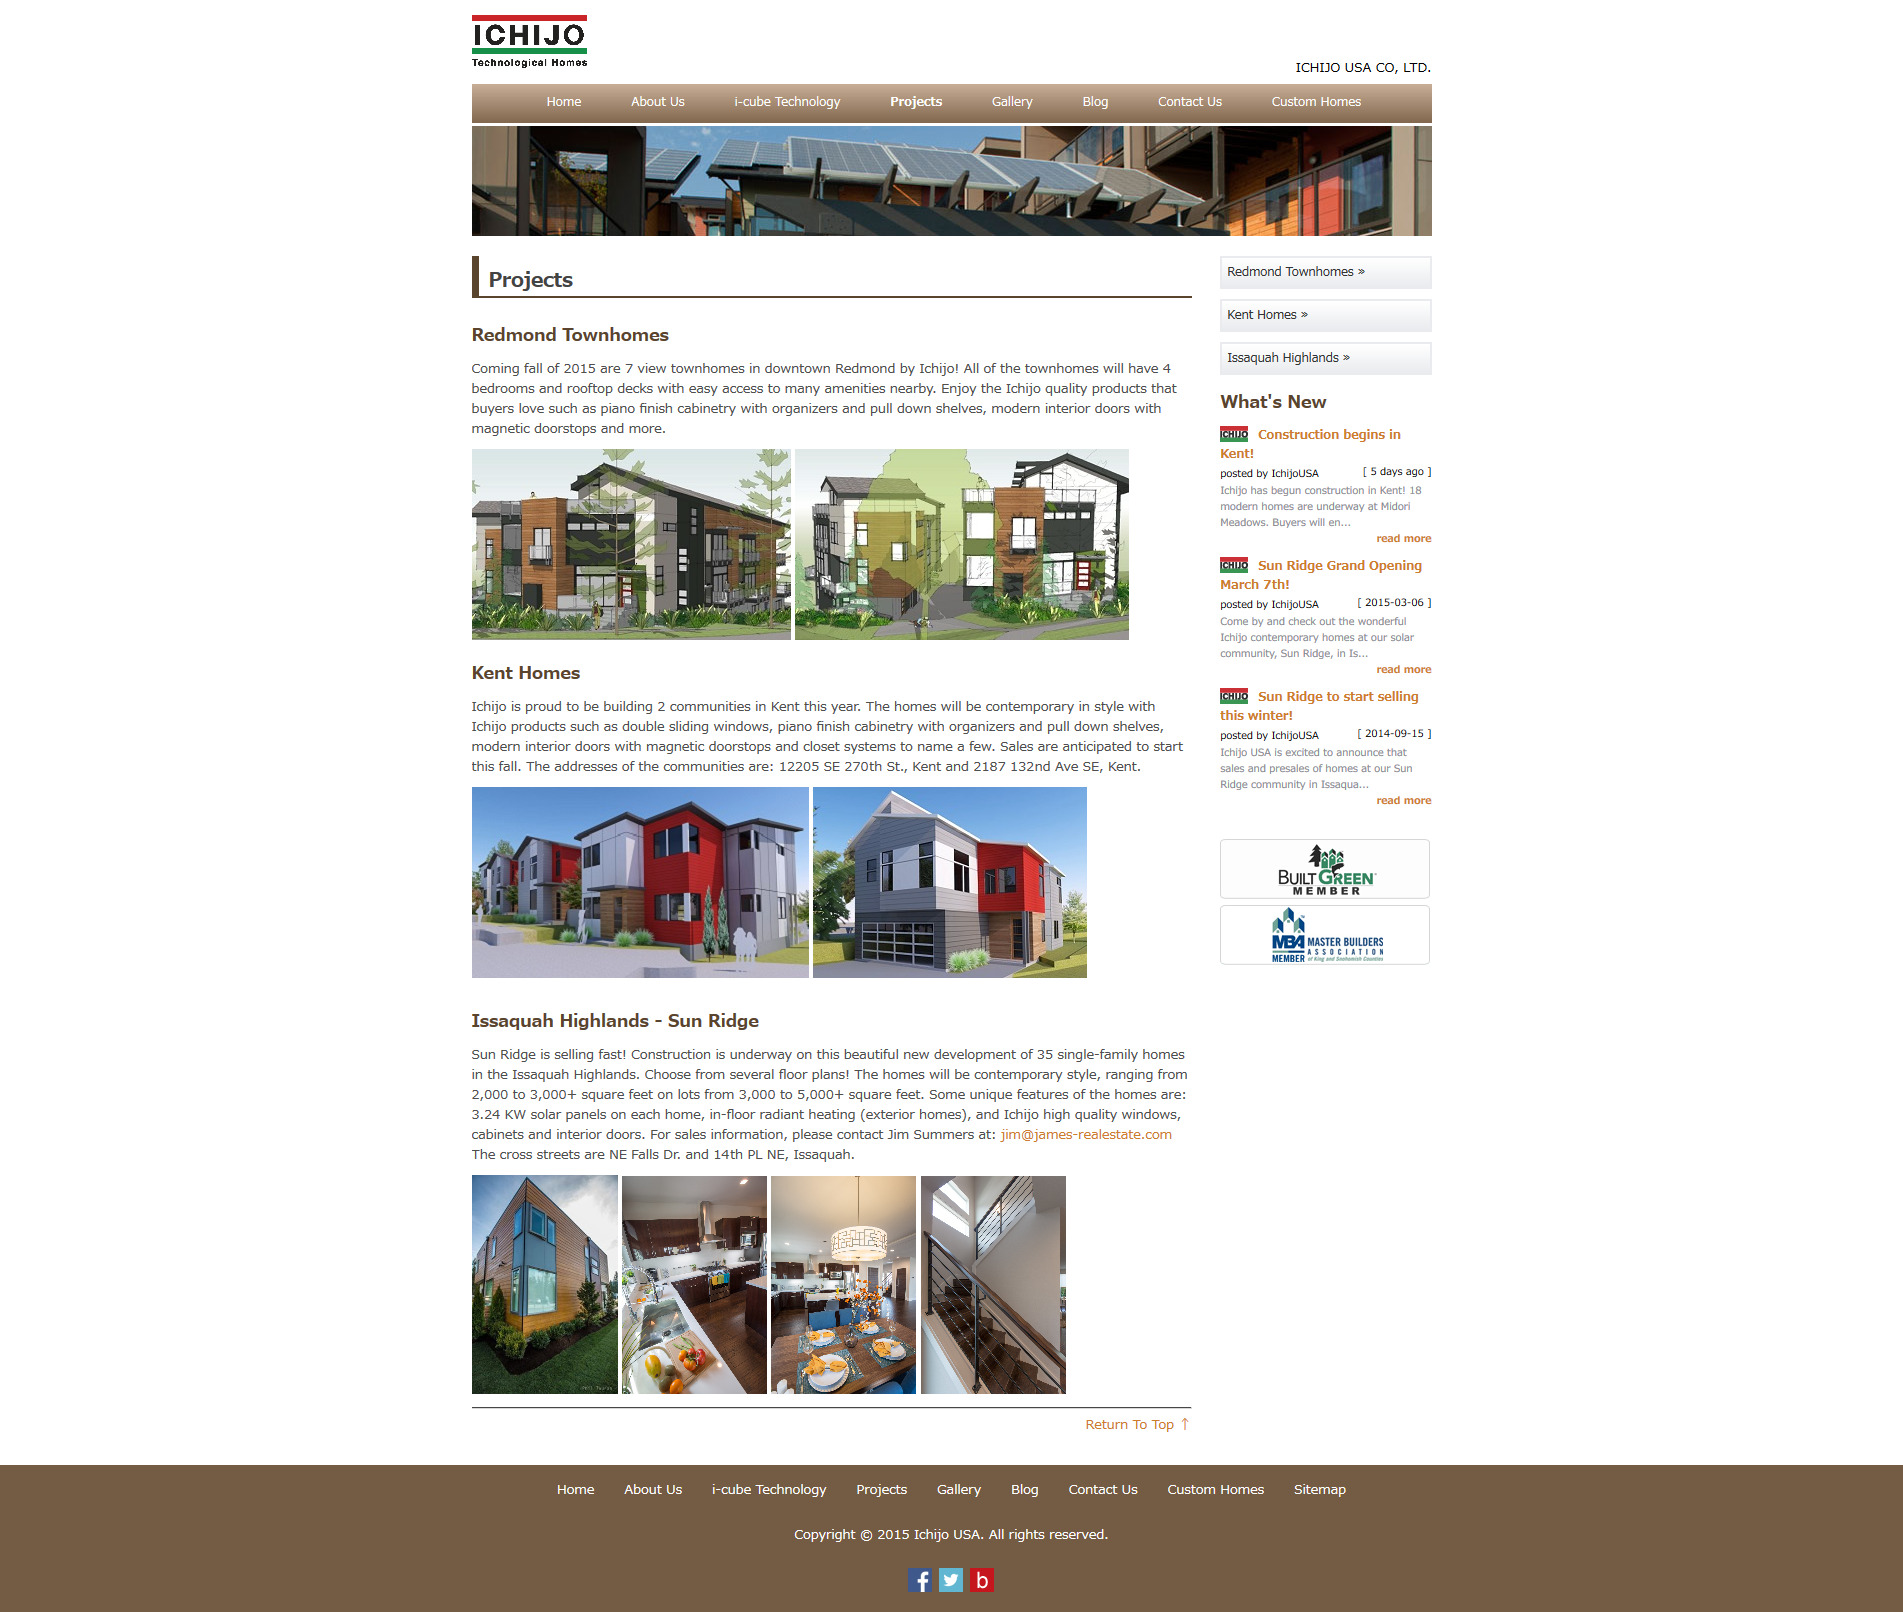 ICHIJO
Technological Homes
ICHIJO USA CO, LTD.
Home About Us i-cube Technology Projects Gallery Blog Contact Us Custom Homes
Projects
Redmond Townhomes
Coming fall of 2015 are 7 view townhomes in downtown Redmond by Ichijo! All of the townhomes will have 4
bedrooms and rooftop decks with easy access to many amenities nearby. Enjoy the Ichijo quality products that
buyers love such as piano finish cabinetry with organizers and pull down shelves, modern interior doors with
magnetic doorstops and more.
Kent Homes
Ichijo is proud to be building 2 communities in Kent this year. The homes will be contemporary in style with
Ichijo products such as double sliding windows, piano finish cabinetry with organizers and pull down shelves,
modern interior doors with magnetic doorstops and closet systems to name a few. Sales are anticipated to start
this fall. The addresses of the communities are: 12205 SE 270th St., Kent and 2187 132nd Ave SE, Kent.
Issaquah Highlands - Sun Ridge
Sun Ridge is selling fast! Construction is underway on this beautiful new development of 35 single-family homes
in the Issaquah Highlands. Choose from several floor plans! The homes will be contemporary style, ranging from
2,000 to 3,000+ square feet on lots from 3,000 to 5,000+ square feet. Some unique features of the homes are:
3.24 KW solar panels on each home, in-floor radiant heating (exterior homes), and Ichijo high quality windows,
cabinets and interior doors. For sales information, please contact Jim Summers at: jim@james-realestate.com
The cross streets are NE Falls Dr. and 14th PL NE, Issaquah.
Return To Top ↑
Redmond Townhomes »
Kent Homes »
Issaquah Highlands »
What's New
ICHIJO Construction begins in
Kent!
posted by IchijoUSA [ 5 days ago ]
Ichijo has begun construction in Kent! 18
modern homes are underway at Midori
Meadows. Buyers will en...
read more
ICHIJO Sun Ridge Grand Opening
March 7th!
posted by IchijoUSA [ 2015-03-06 ]
Come by and check out the wonderful
Ichijo contemporary homes at our solar
community, Sun Ridge, in Is...
read more
ICHIJO Sun Ridge to start selling
this winter!
posted by IchijoUSA [ 2014-09-15 ]
Ichijo USA is excited to announce that
sales and presales of homes at our Sun
Ridge community in Issaqua...
read more
BUILT GREEN
MEMBER
MBA MASTER BUILDERS
ASSOCIATION
MEMBER of King and Snohomish Counties
Home About Us i-cube Technology Projects Gallery Blog Contact Us Custom Homes Sitemap
Copyright © 2015 Ichijo USA. All rights reserved.
f b